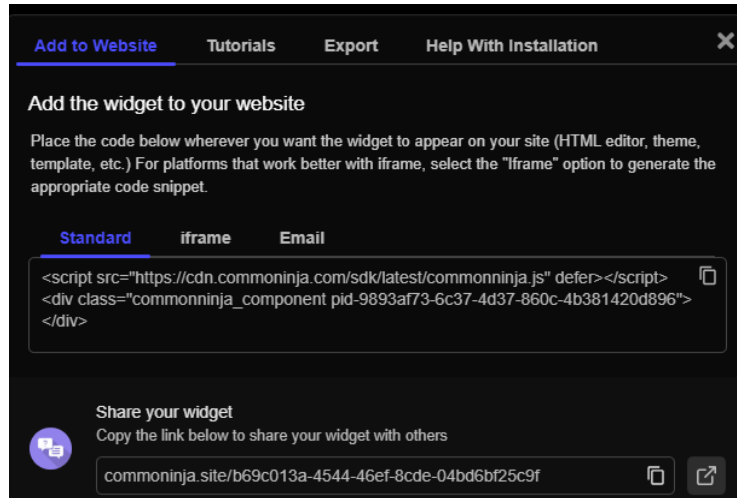 Add to Website Tutorials Export Help With Installation
Add the widget to your website
Place the code below wherever you want the widget to appear on your site (HTML editor, theme,
template, etc.) For platforms that work better with iframe, select the "Iframe" option to generate the
appropriate code snippet.
Standard iframe Email
<script src="https://cdn.commoninja.com/sdk/latest/commonninja.js" defer></script>
<div class="commonninja_component pid-9893af73-6c37-4d37-860c-4b381420d896">
</div>
Share your widget
Copy the link below to share your widget with others
commoninja.site/b69c013a-4544-46ef-8cde-04bd6bf25c9f